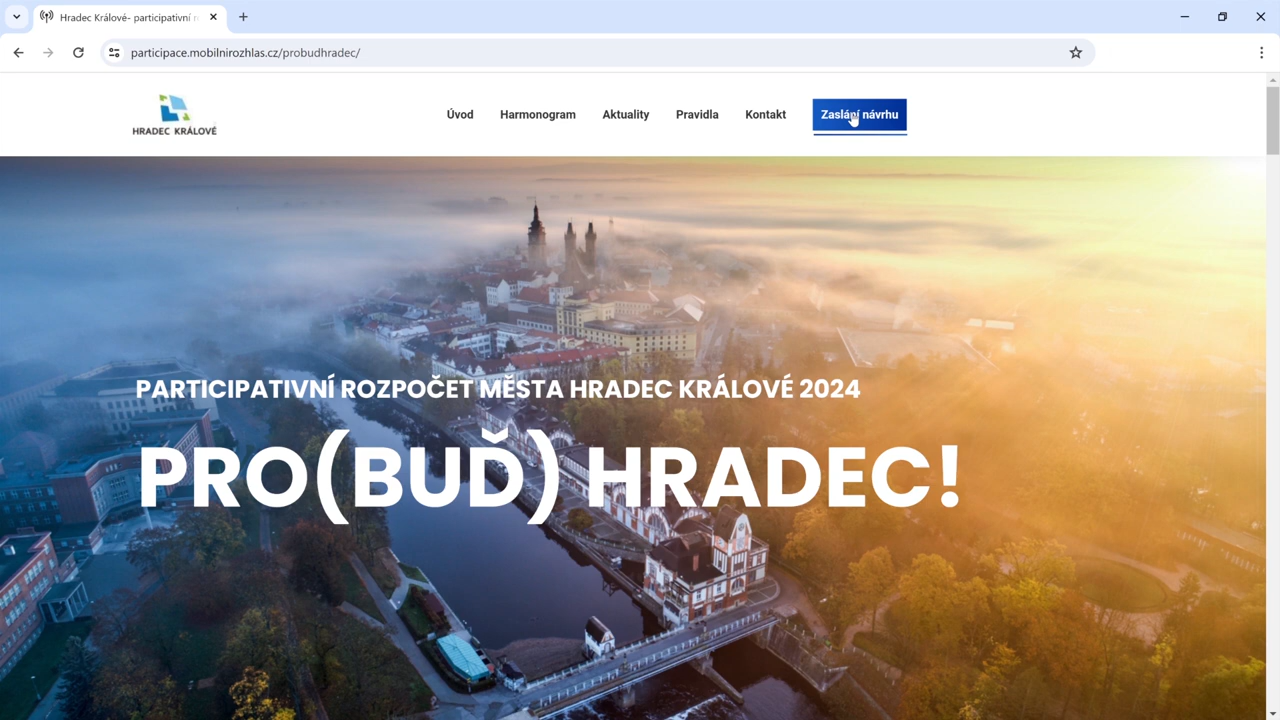 Hradec Králové- participativní r
participace.mobilnirozhlas.cz/probudhradec/
HRADEC KRÁLOVÉ
Úvod
Harmonogram
Aktuality
Pravidla
Kontakt
Zaslání návrhu
PARTICIPATIVNÍ ROZPOČET MĚSTA HRADEC KRÁLOVÉ 2024
PRO(BUĎ) HRADEC!